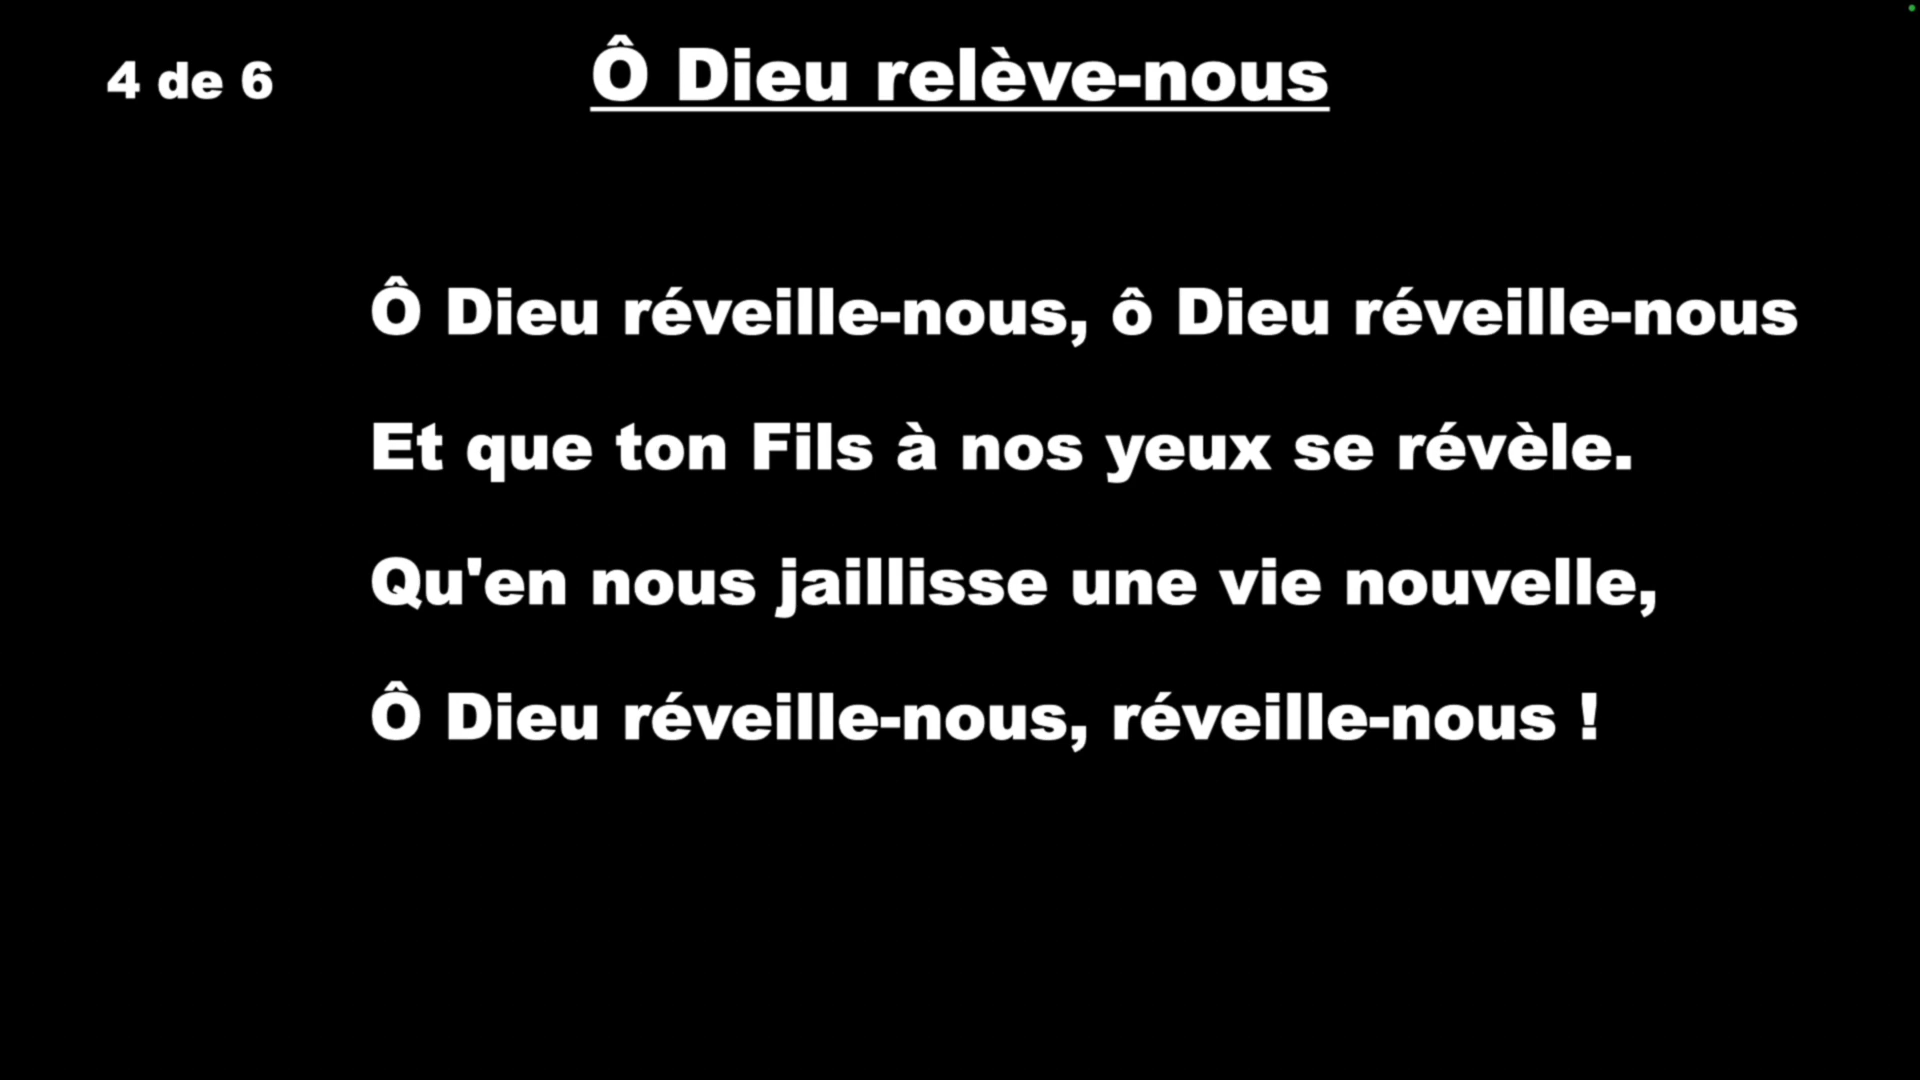 4 de 6
Ô Dieu relève-nous
Ô Dieu réveille-nous, ô Dieu réveille-nous
Et que ton Fils à nos yeux se révèle.
Qu'en nous jaillisse une vie nouvelle,
Ô Dieu réveille-nous, réveille-nous !